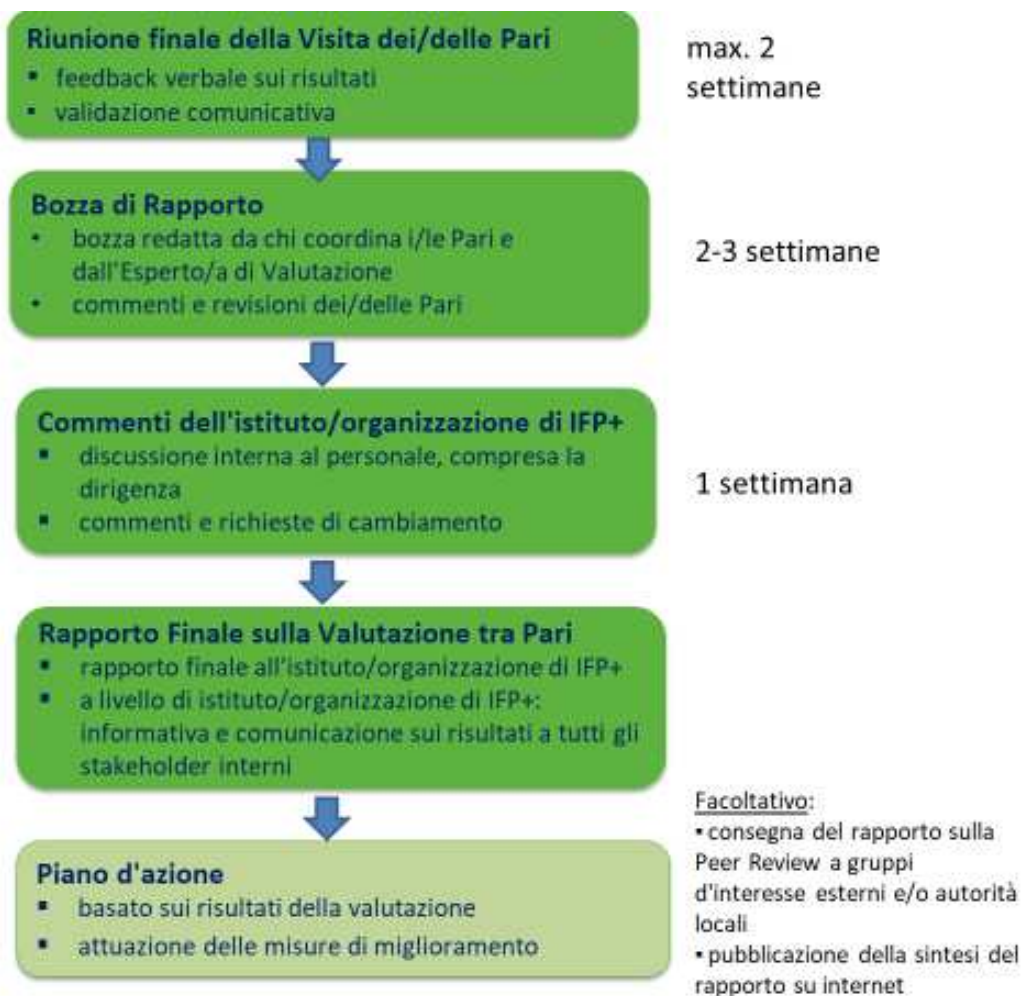 Riunione finale della Visita dei/delle Pari
▪ feedback verbale sui risultati
▪ validazione comunicativa
max. 2
settimane
Bozza di Rapporto
• bozza redatta da chi coordina i/le Pari e
dall'Esperto/a di Valutazione
• commenti e revisioni dei/delle Pari
2-3 settimane
Commenti dell'istituto/organizzazione di IFP+
▪ discussione interna al personale, compresa la
dirigenza
▪ commenti e richieste di cambiamento
1 settimana
Rapporto Finale sulla Valutazione tra Pari
▪ rapporto finale all'istituto/organizzazione di IFP+
▪ a livello di istituto/organizzazione di IFP+:
informativa e comunicazione sui risultati a tutti gli
stakeholder interni
Piano d'azione
▪ basato sui risultati della valutazione
▪ attuazione delle misure di miglioramento
Facoltativo:
▪ consegna del rapporto sulla
Peer Review a gruppi
d'interesse esterni e/o autorità
locali
▪ pubblicazione della sintesi del
rapporto su internet